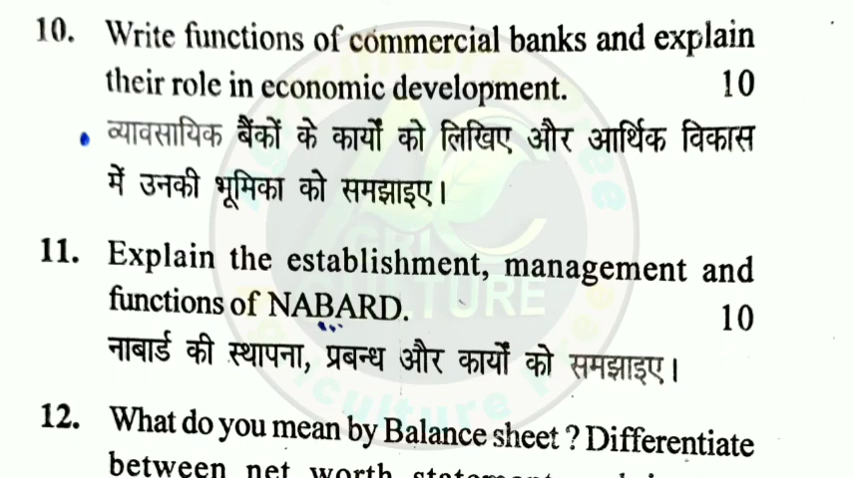 10. Write functions of commercial banks and explain
their role in economic development. 10
व्यावसायिक बैंकों के कार्यों को लिखिए और आर्थिक विकास
में उनकी भूमिका को समझाइए।
11. Explain the establishment, management and
functions of NABARD. 10
नाबार्ड की स्थापना, प्रबन्ध और कार्यों को समझाइए।
12. What do you mean by Balance sheet ? Differentiate
between net worth
AGRI
CULTURE